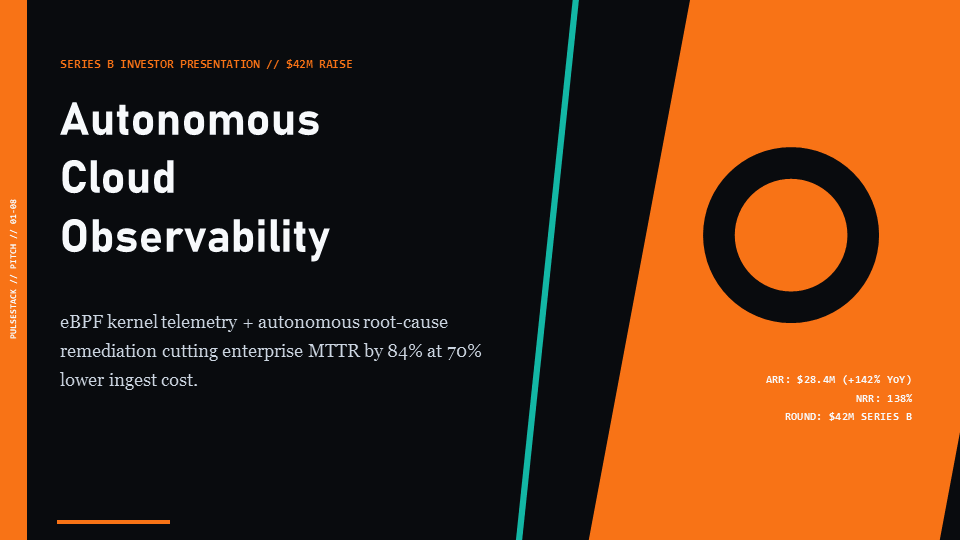 SERIES B INVESTOR PRESENTATION // $42M RAISE
Autonomous
Cloud
Observability
eBPF kernel telemetry + autonomous root-cause
remediation cutting enterprise MTTR by 84% at 70%
lower ingest cost.
PULSESTACK // PITCH // 01-08
ARR: $28.4M (+142% YoY)
NRR: 138%
ROUND: $42M SERIES B